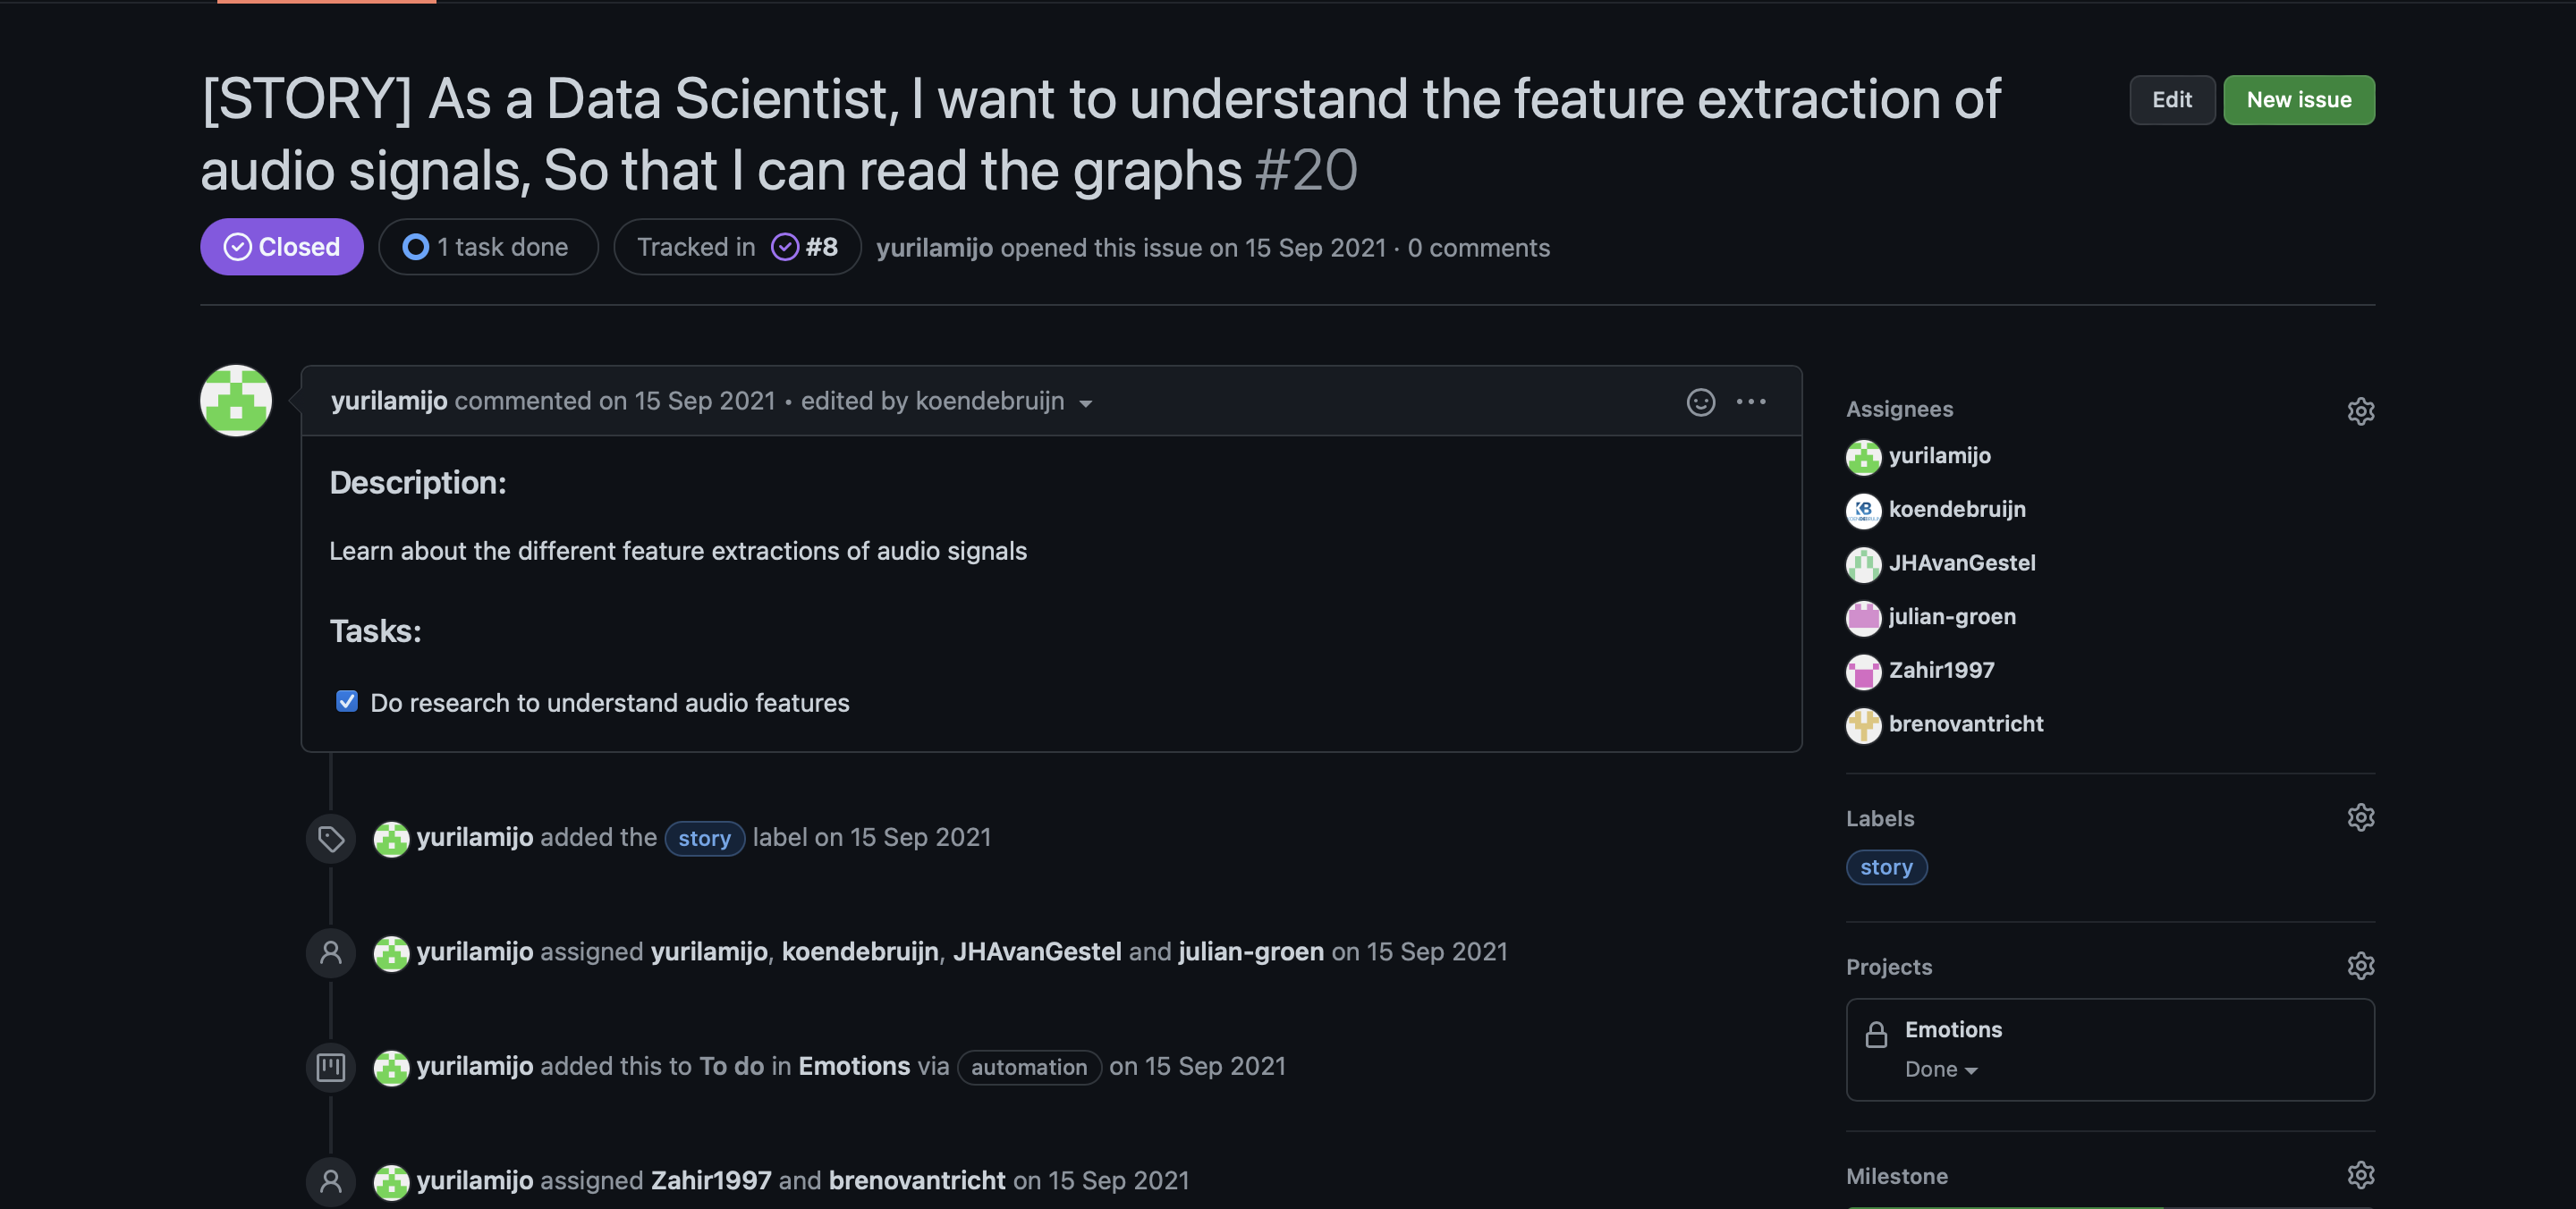 [STORY] As a Data Scientist, I want to understand the feature extraction of
audio signals, So that I can read the graphs #20
Edit
New issue
Closed
1 task done
Tracked in #8
yurilamijo opened this issue on 15 Sep 2021 · 0 comments
yurilamijo commented on 15 Sep 2021 • edited by koendebruijn
Description:
Learn about the different feature extractions of audio signals
Tasks:
Do research to understand audio features
yurilamijo added the story label on 15 Sep 2021
yurilamijo assigned yurilamijo, koendebruijn, JHAvanGestel and julian-groen on 15 Sep 2021
yurilamijo added this to To do in Emotions via automation on 15 Sep 2021
yurilamijo assigned Zahir1997 and brenovantricht on 15 Sep 2021
Assignees
yurilamijo
koendebruijn
JHAvanGestel
julian-groen
Zahir1997
brenovantricht
Labels
story
Projects
Emotions
Done
Milestone